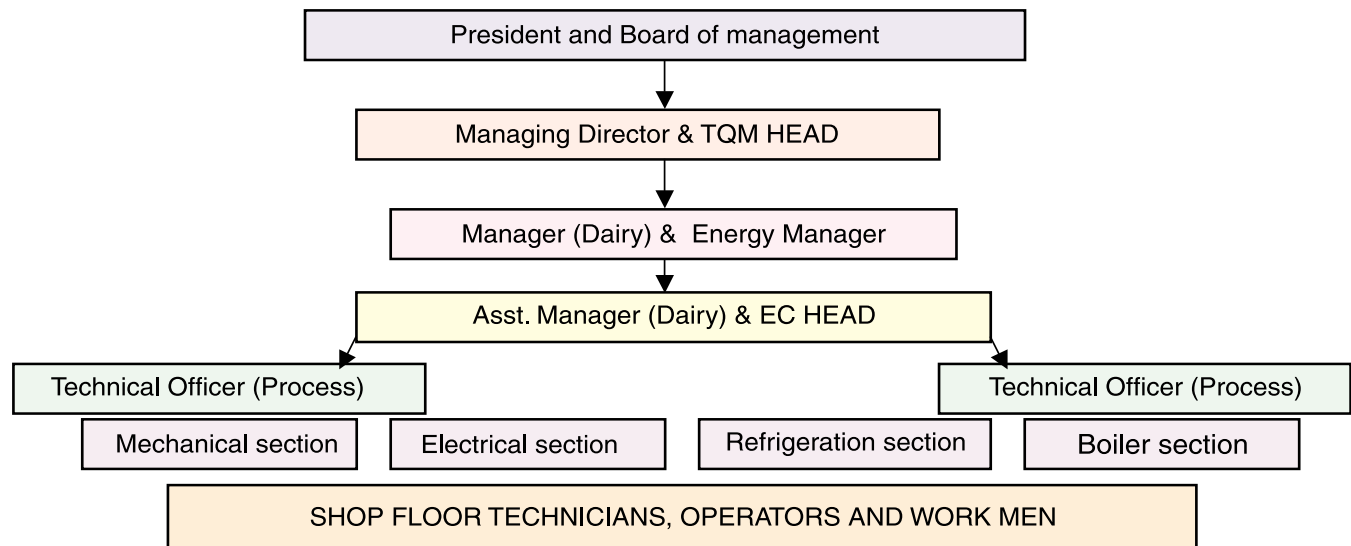 President and Board of management
Managing Director & TQM HEAD
Manager (Dairy) & Energy Manager
Asst. Manager (Dairy) & EC HEAD
Technical Officer (Process)
Technical Officer (Process)
Mechanical section
Electrical section
Refrigeration section
Boiler section
SHOP FLOOR TECHNICIANS, OPERATORS AND WORK MEN